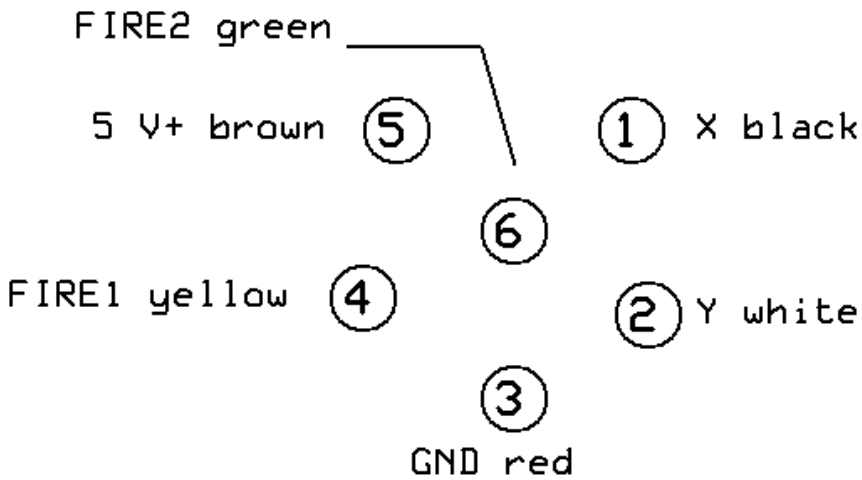 FIRE2 green
5 V+ brown 5 1 X black
6
FIRE1 yellow 4 2 Y white
3
GND red